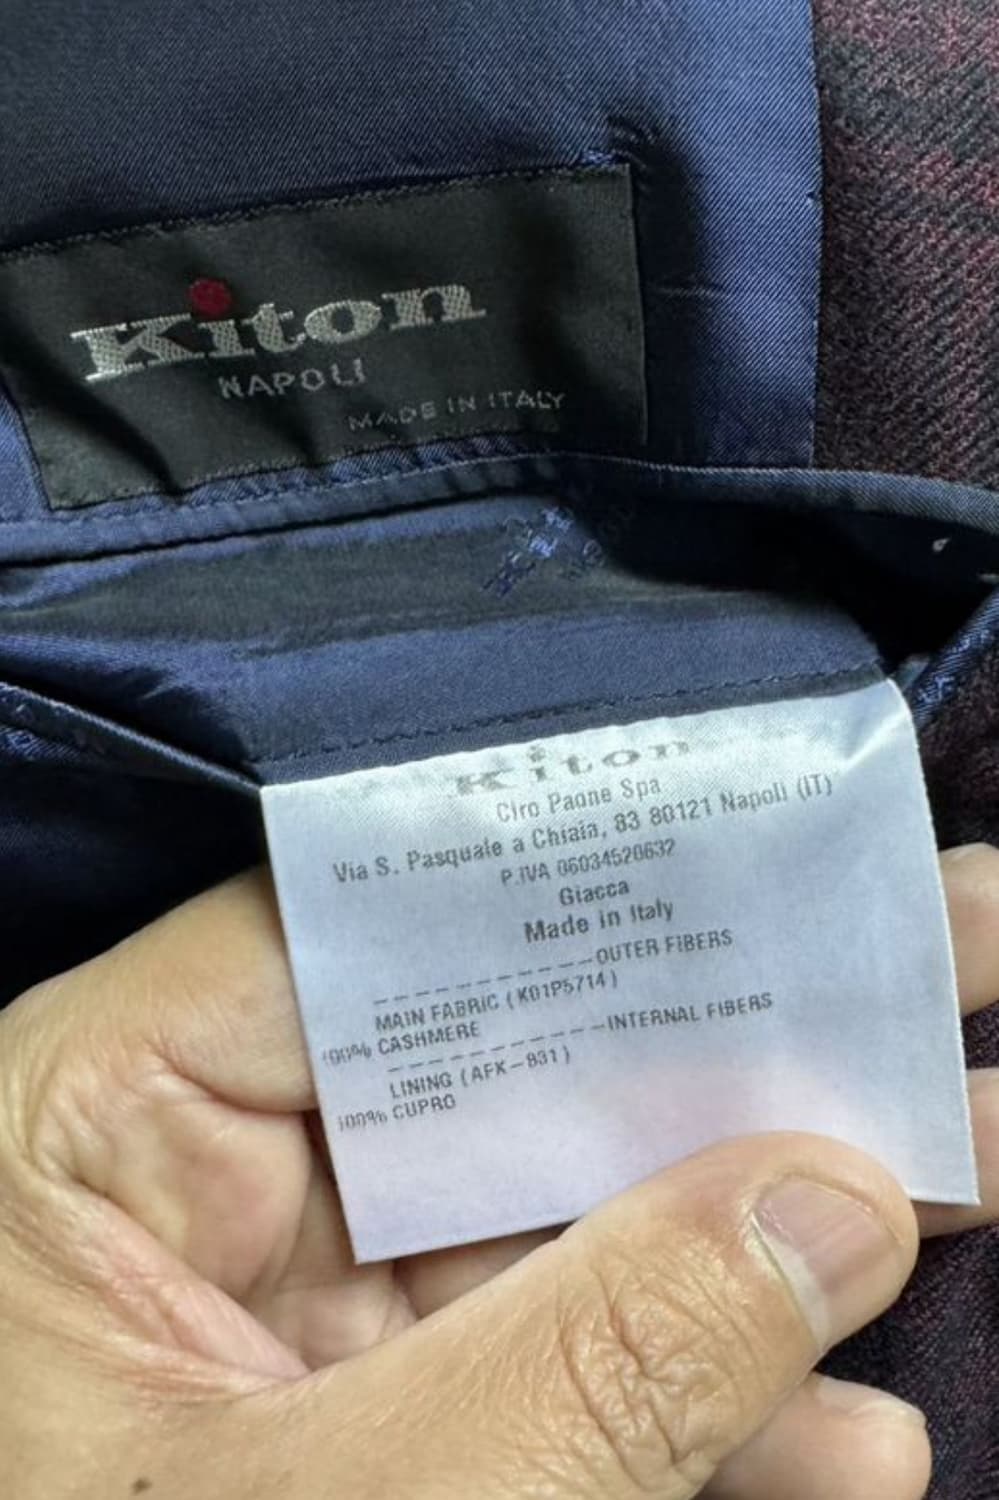 Kiton
NAPOLI
MADE IN ITALY
Kiton
Ciro Paone Spa
Via S. Pasquale a Chiaia, 83 80121 Napoli (IT)
P.IVA 06034520632
Giacca
Made in Italy
-----------OUTER FIBERS
MAIN FABRIC (K01P5714)
100% CASHMERE
-----------INTERNAL FIBERS
LINING (AFK-831)
100% CUPRO